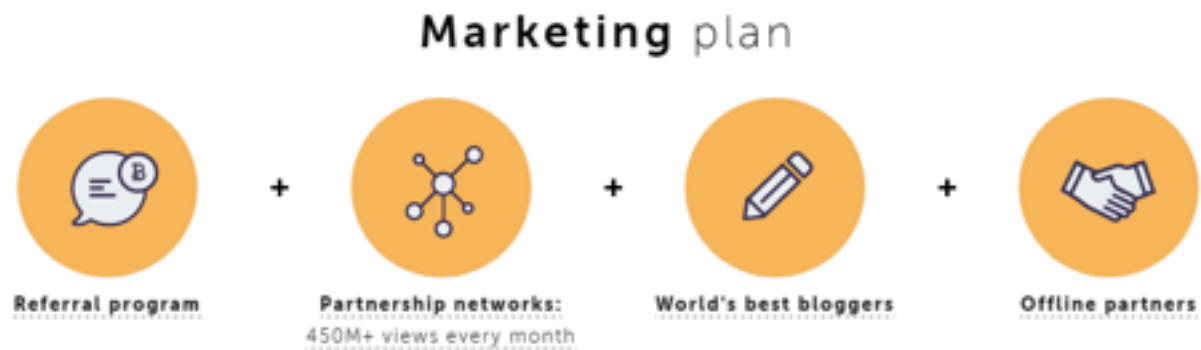 Marketing plan
B
+ + +
Referral program
Partnership networks:
450M+ views every month
World's best bloggers
Offline partners